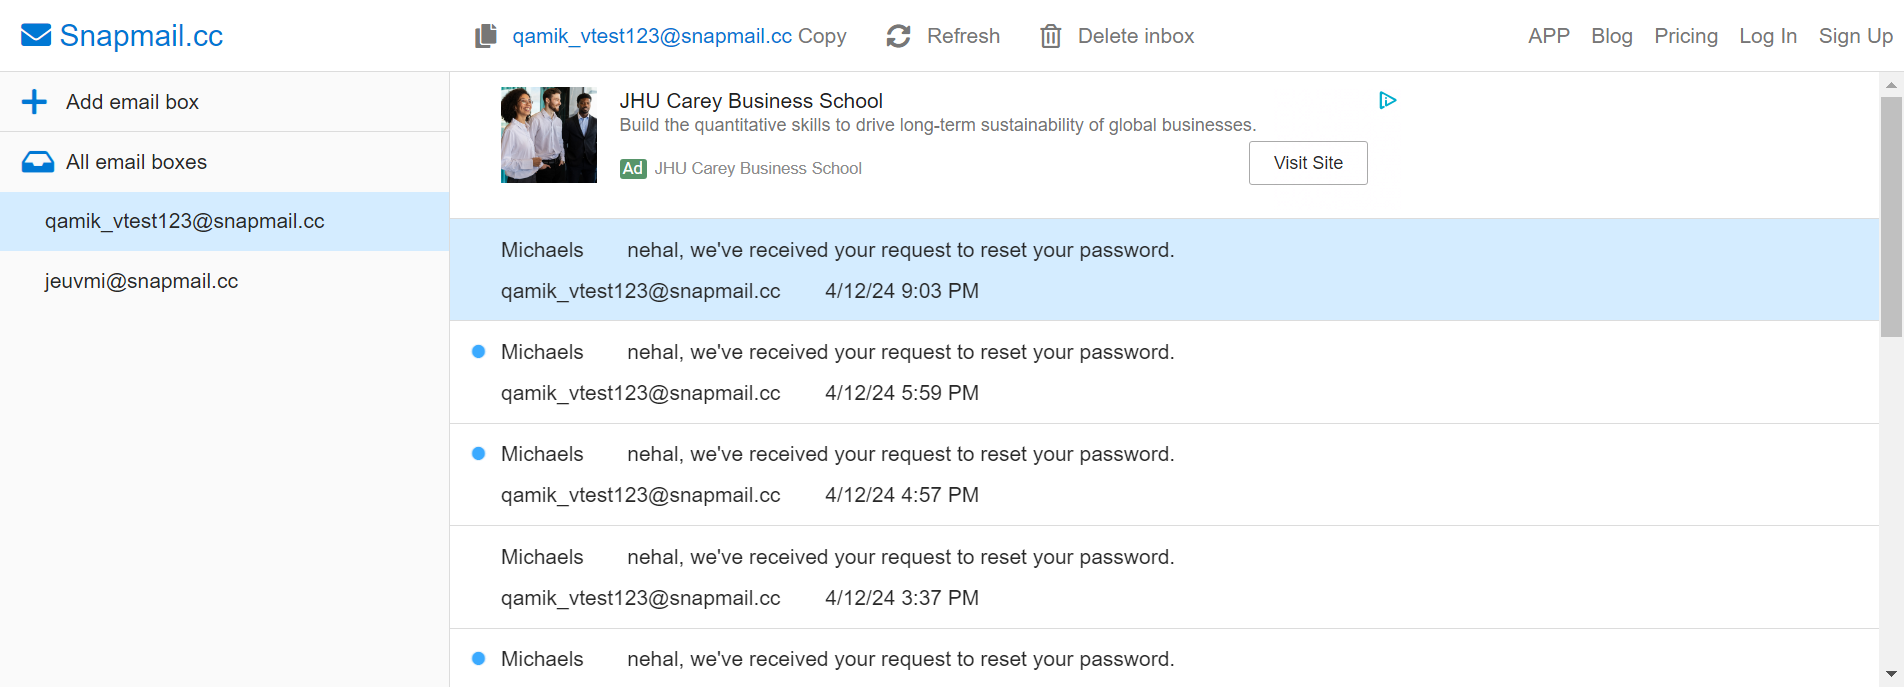 Snapmail.cc
qamik_vtest123@snapmail.cc Copy
Refresh
Delete inbox
APP Blog Pricing Log In Sign Up
Add email box
All email boxes
qamik_vtest123@snapmail.cc
jeuvmi@snapmail.cc
JHU Carey Business School
Build the quantitative skills to drive long-term sustainability of global businesses.
Ad JHU Carey Business School
Visit Site
Michaels nehal, we've received your request to reset your password.
qamik_vtest123@snapmail.cc 4/12/24 9:03 PM
Michaels nehal, we've received your request to reset your password.
qamik_vtest123@snapmail.cc 4/12/24 5:59 PM
Michaels nehal, we've received your request to reset your password.
qamik_vtest123@snapmail.cc 4/12/24 4:57 PM
Michaels nehal, we've received your request to reset your password.
qamik_vtest123@snapmail.cc 4/12/24 3:37 PM
Michaels nehal, we've received your request to reset your password.